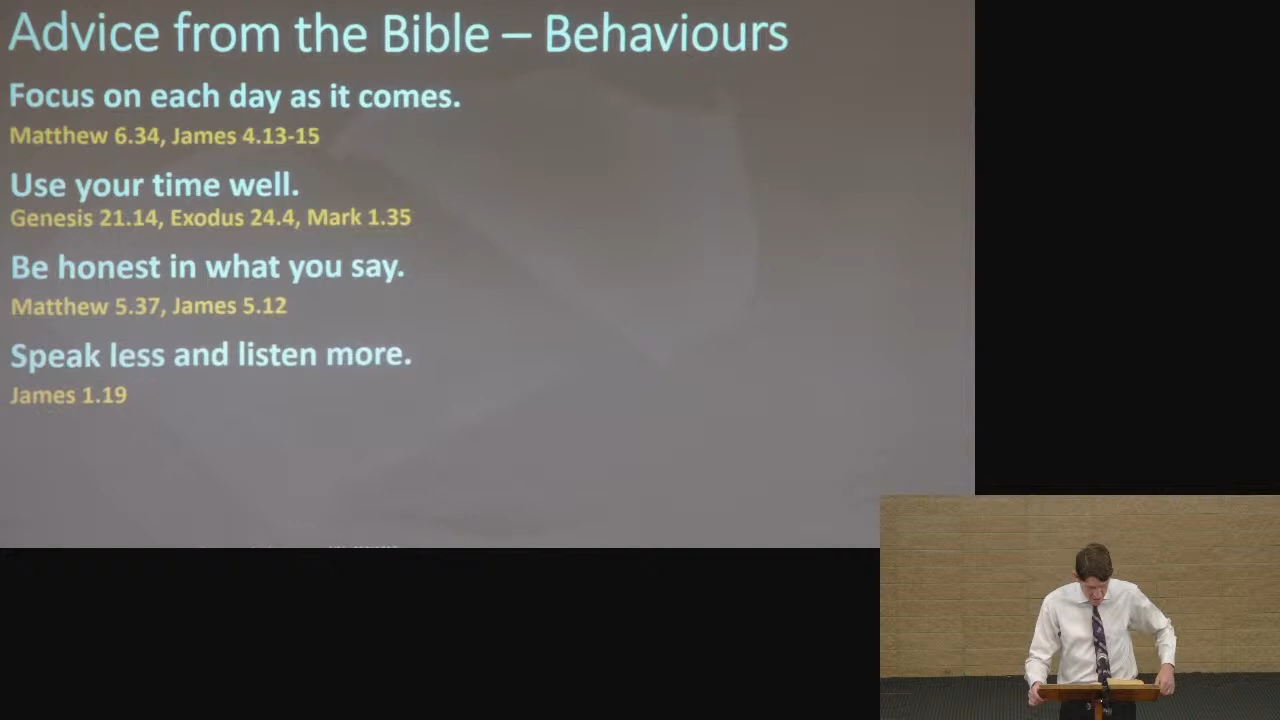 Advice from the Bible – Behaviours
Focus on each day as it comes.
Matthew 6.34, James 4.13-15
Use your time well.
Genesis 21.14, Exodus 24.4, Mark 1.35
Be honest in what you say.
Matthew 5.37, James 5.12
Speak less and listen more.
James 1.19